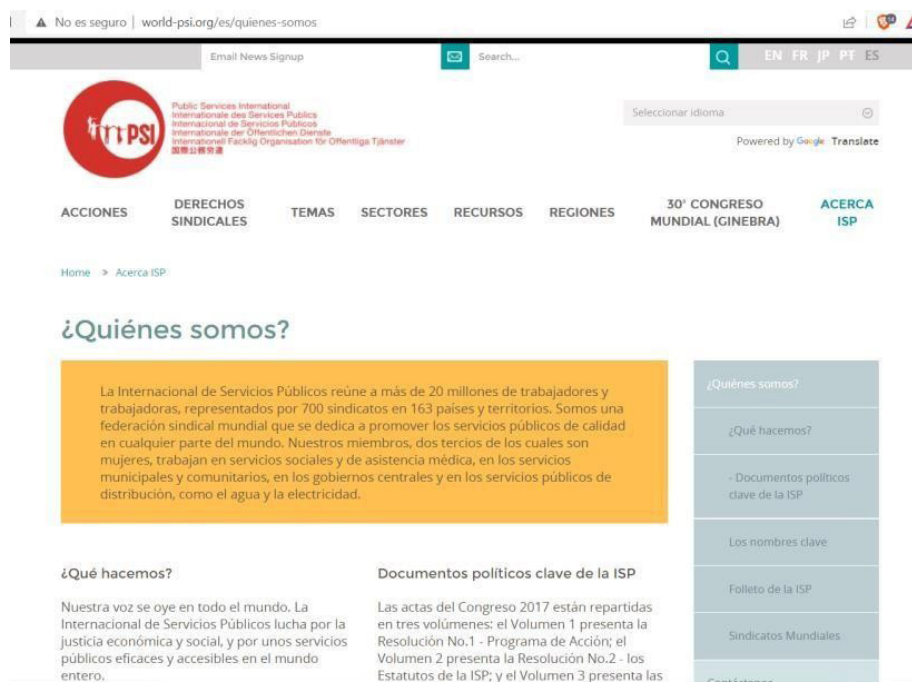 No es seguro | world-psi.org/es/quienes-somos
Email News Signup
Search...
EN FR JP PT ES
PSI
Public Services International
Internationale des Services Publics
Internacional de Servicios Públicos
Internationale der Öffentlichen Dienste
Internationell Facklig Organisation för Offentliga Tjänster
国際公務労連
Seleccionar idioma
Powered by Google Translate
ACCIONES
DERECHOS
SINDICALES
TEMAS
SECTORES
RECURSOS
REGIONES
30° CONGRESO
MUNDIAL (GINEBRA)
ACERCA
ISP
Home > Acerca ISP
¿Quiénes somos?
La Internacional de Servicios Públicos reúne a más de 20 millones de trabajadores y
trabajadoras, representados por 700 sindicatos en 163 países y territorios. Somos una
federación sindical mundial que se dedica a promover los servicios públicos de calidad
en cualquier parte del mundo. Nuestros miembros, dos tercios de los cuales son
mujeres, trabajan en servicios sociales y de asistencia médica, en los servicios
municipales y comunitarios, en los gobiernos centrales y en los servicios públicos de
distribución, como el agua y la electricidad.
¿Quiénes somos?
¿Qué hacemos?
- Documentos políticos
clave de la ISP
Los nombres clave
Folleto de la ISP
Sindicatos Mundiales
¿Qué hacemos?
Nuestra voz se oye en todo el mundo. La
Internacional de Servicios Públicos lucha por la
justicia económica y social, y por unos servicios
públicos eficaces y accesibles en el mundo
entero.
Documentos políticos clave de la ISP
Las actas del Congreso 2017 están repartidas
en tres volúmenes: el Volumen 1 presenta la
Resolución No.1 - Programa de Acción; el
Volumen 2 presenta la Resolución No.2 - los
Estatutos de la ISP; y el Volumen 3 presenta las